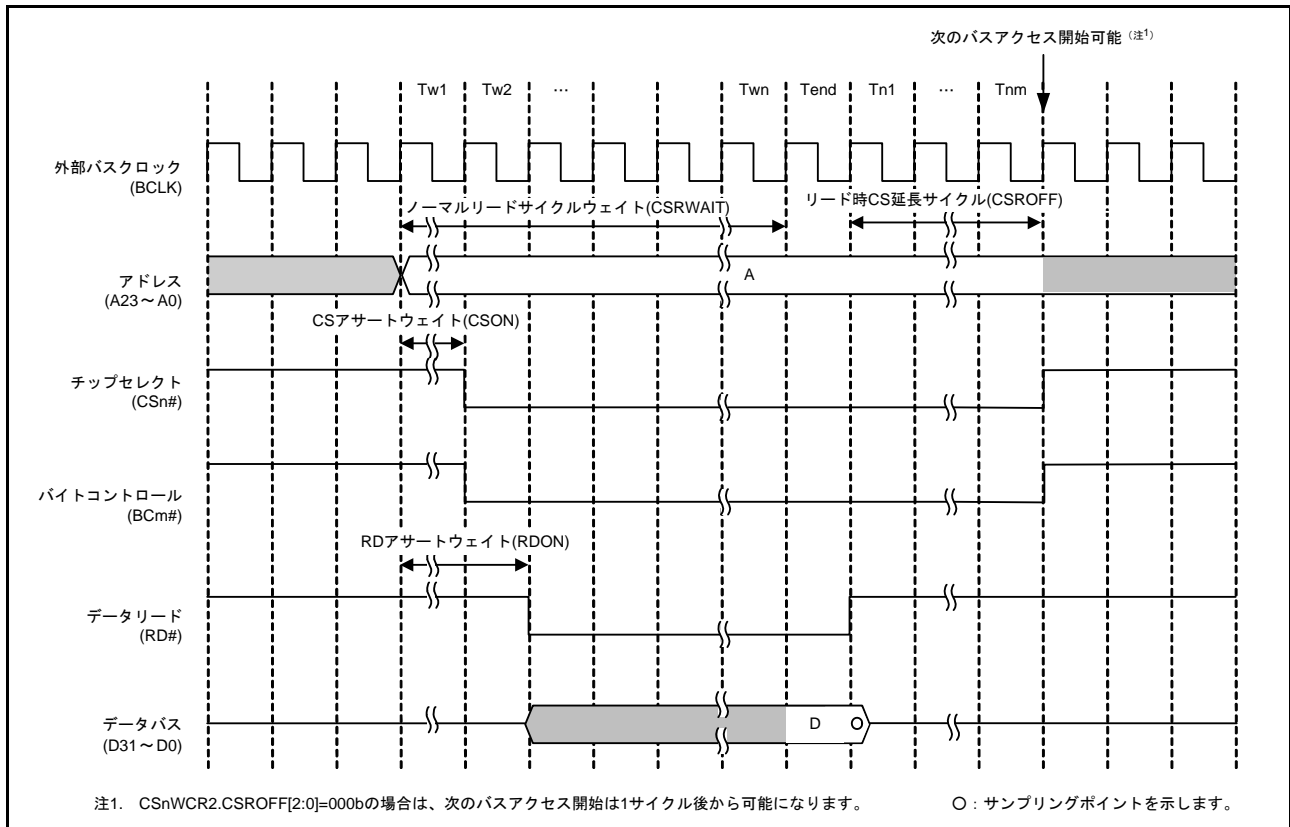 次のバスアクセス開始可能（注1）
Tw1 Tw2 … Twn Tend Tn1 … Tnm
外部バスクロック
(BCLK)
ノーマルリードサイクルウェイト(CSRWAIT)
リード時CS延長サイクル(CSROFF)
アドレス
(A23～A0)
A
CSアサートウェイト(CSON)
チップセレクト
(CSn#)
バイトコントロール
(BCm#)
RDアサートウェイト(RDON)
データリード
(RD#)
データバス
(D31～D0)
D
注1. CSnWCR2.CSROFF[2:0]=000bの場合は、次のバスアクセス開始は1サイクル後から可能になります。
○：サンプリングポイントを示します。